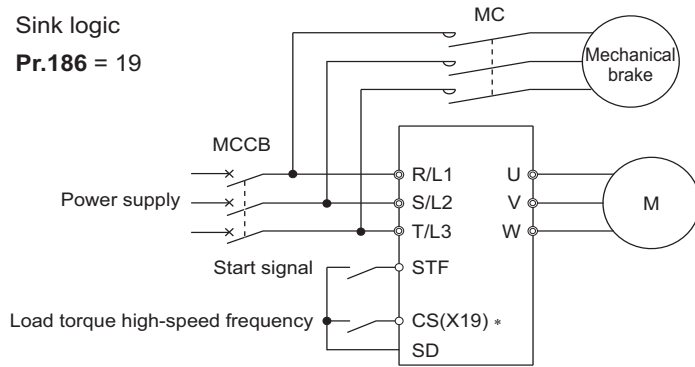 Sink logic
Pr.186 = 19
MC
Mechanical
brake
MCCB
Power supply
R/L1
S/L2
T/L3
U
V
W
M
Start signal
STF
Load torque high-speed frequency
CS(X19) *
SD